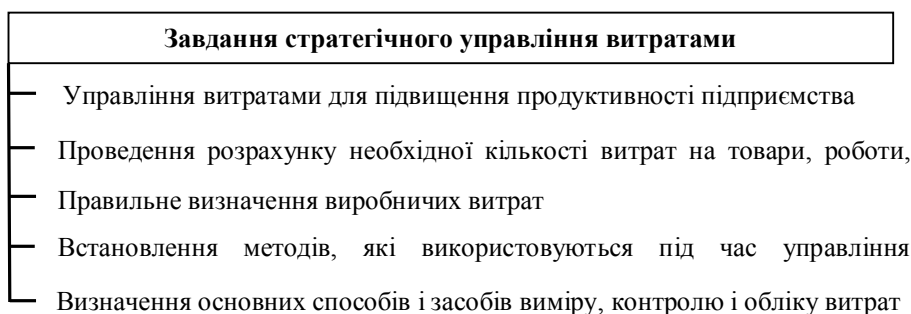 Завдання стратегічного управління витратами
Управління витратами для підвищення продуктивності підприємства
Проведення розрахунку необхідної кількості витрат на товари, роботи,
Правильне визначення виробничих витрат
Встановлення методів, які використовуються під час управління
Визначення основних способів і засобів виміру, контролю і обліку витрат